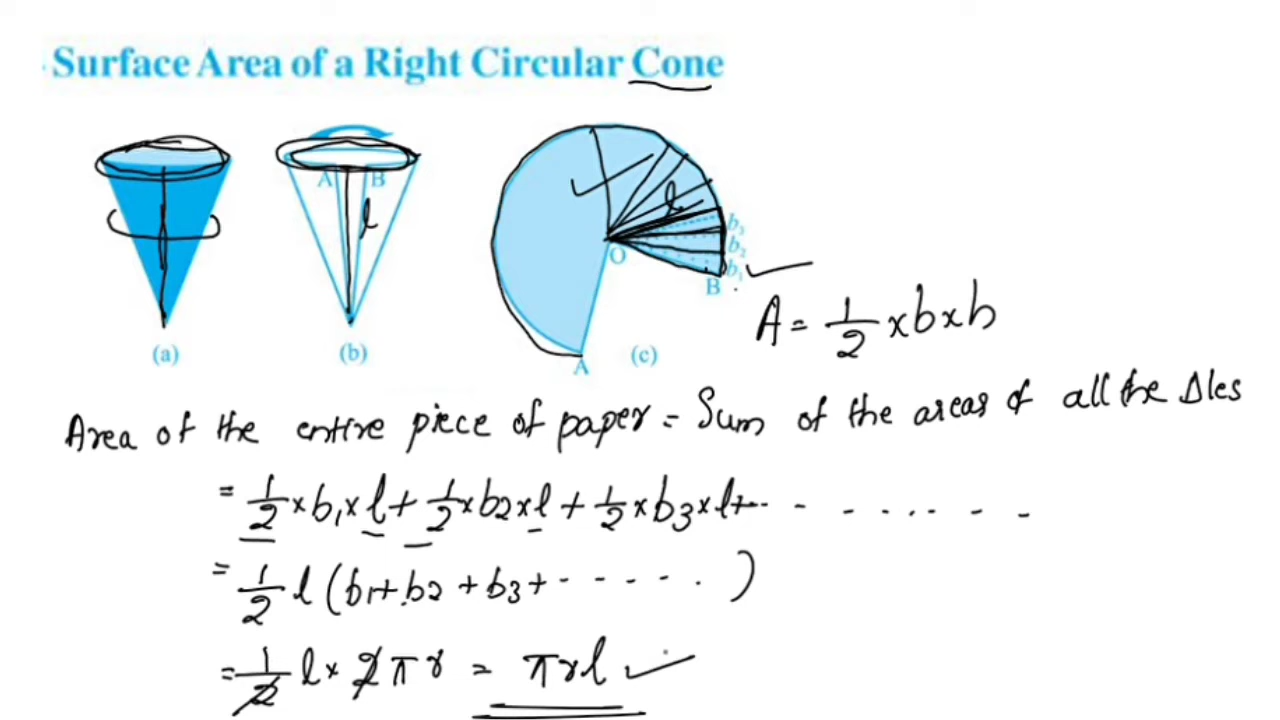 Surface Area of a Right Circular Cone
A B
l
(a)
(b)
l
O
b3
b2
b1
B
A
(c)
A = 1/2 × b × h
Area of the entire piece of paper = Sum of the areas of all the Δles
= 1/2 × b1 × l + 1/2 × b2 × l + 1/2 × b3 × l + ........
= 1/2 l (b1 + b2 + b3 + ........)
= 1/2 l × 2πr = πrl